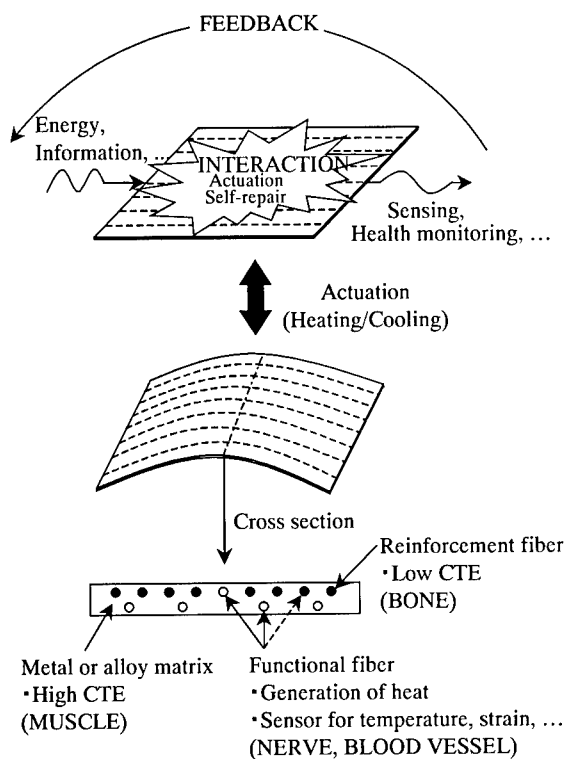 FEEDBACK
Energy,
Information, ..
INTERACTION
Actuation
Self-repair
Sensing,
Health monitoring, …
Actuation
(Heating/Cooling)
Cross section
Reinforcement fiber
・Low CTE
(BONE)
Metal or alloy matrix
・High CTE
(MUSCLE)
Functional fiber
・Generation of heat
・Sensor for temperature, strain, …
(NERVE, BLOOD VESSEL)